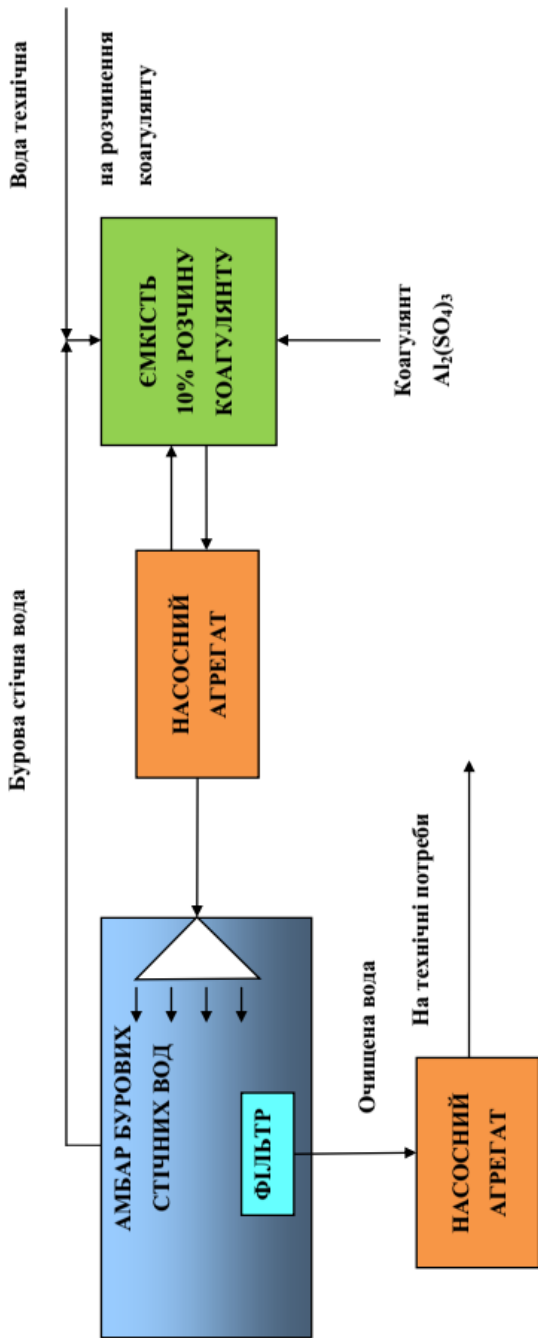 Бурова стічна вода
Вода технічна
на розчинення
коагулянту
АМБАР БУРОВИХ
СТІЧНИХ ВОД
ФІЛЬТР
НАСОСНИЙ
АГРЕГАТ
ЄМКІСТЬ
10% РОЗЧИНУ
КОАГУЛЯНТУ
Коагулянт
Al₂(SO₄)₃
Очищена вода
На технічні потреби
НАСОСНИЙ
АГРЕГАТ